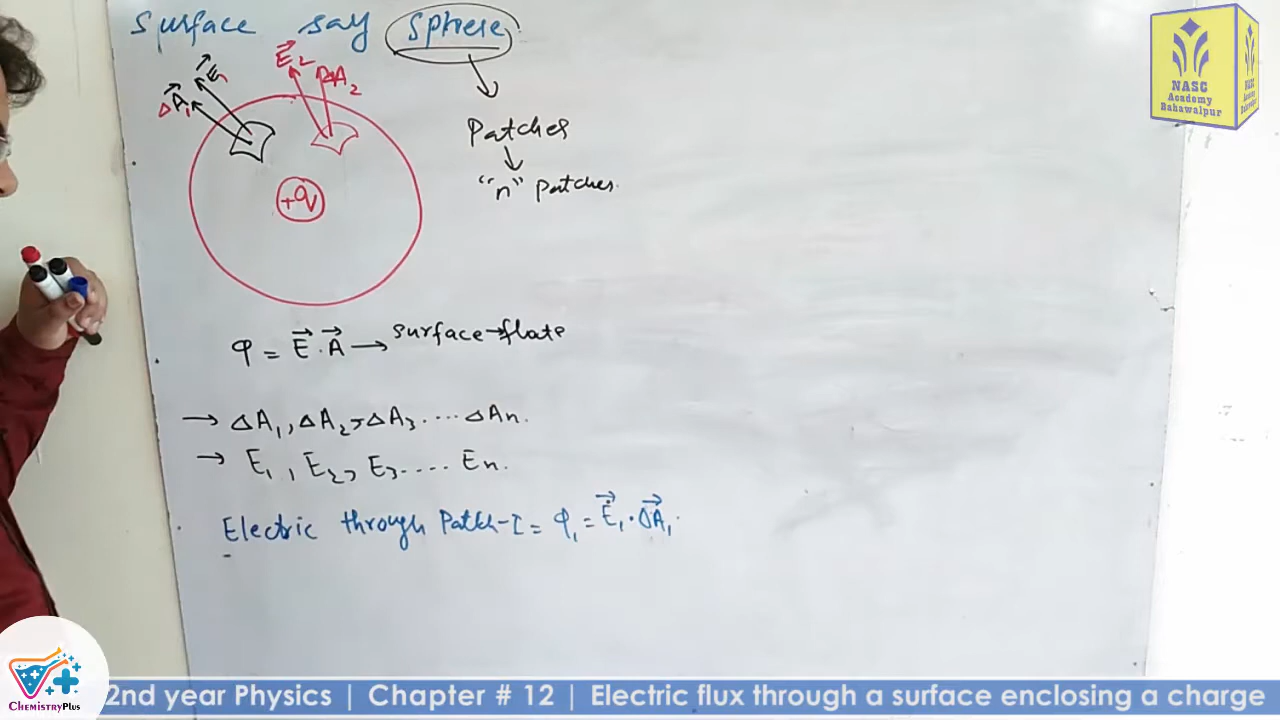 Surface say Sphere
E₁
ΔA₁
E₂
ΔA₂
+q
Patches
"n" Patches.
φ = E · A → surface → flate
→ ΔA₁, ΔA₂, ΔA₃ .... ΔAn.
→ E₁, E₂, E₃ .... En.
Electric through Patch-I = φ₁ = E₁ · ΔA₁.
NASC
Academy
Bahawalpur
ChemistryPlus
2nd year Physics | Chapter # 12 | Electric flux through a surface enclosing a charge